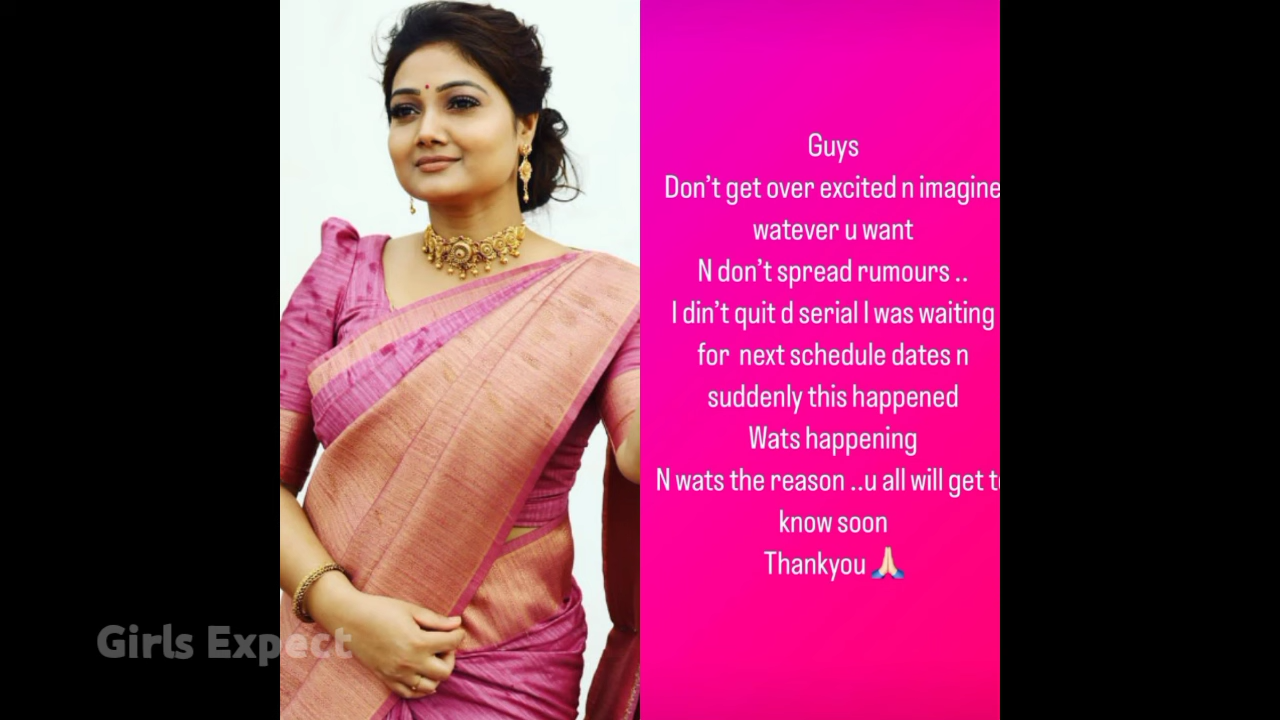 Guys
Don't get over excited n imagine
watever u want
N don't spread rumours ..
I din't quit d serial I was waiting
for next schedule dates n
suddenly this happened
Wats happening
N wats the reason ..u all will get t
know soon
Thankyou 🙏🏻
Girls Expect